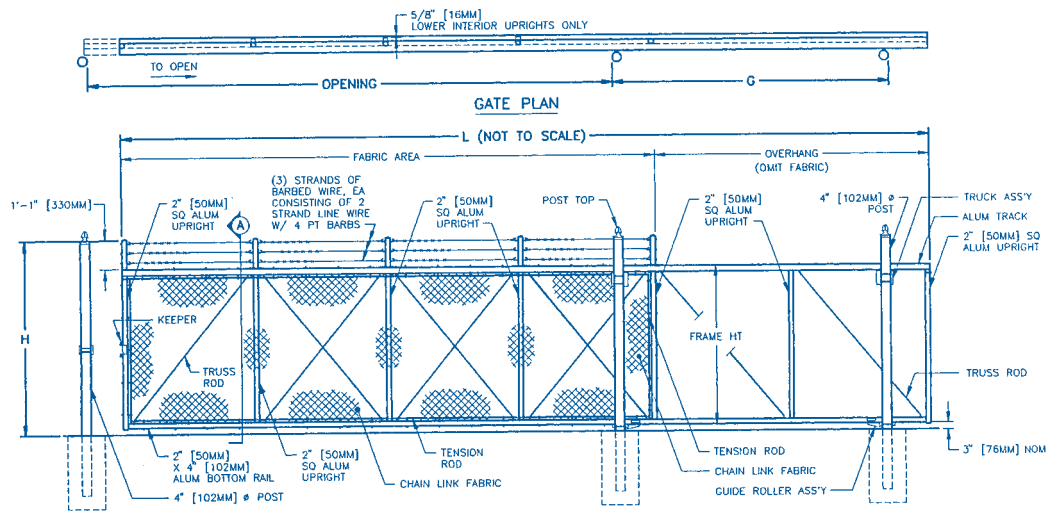 5/8" [16MM]
LOWER INTERIOR UPRIGHTS ONLY
TO OPEN
OPENING
G
GATE PLAN
L (NOT TO SCALE)
FABRIC AREA
OVERHANG
(OMIT FABRIC)
1'-1" [330MM]
2" [50MM]
SQ ALUM
UPRIGHT
A
(3) STRANDS OF
BARBED WIRE, EA
CONSISTING OF 2
STRAND LINE WIRE
W/ 4 PT BARBS
2" [50MM]
SQ ALUM
UPRIGHT
POST TOP
2" [50MM]
SQ ALUM
UPRIGHT
4" [102MM] ø
POST
TRUCK ASS'Y
ALUM TRACK
2" [50MM] SQ
ALUM UPRIGHT
H
KEEPER
TRUSS
ROD
FRAME HT
TRUSS ROD
2" [50MM]
X 4" [102MM]
ALUM BOTTOM RAIL
4" [102MM] ø POST
2" [50MM]
SQ ALUM
UPRIGHT
TENSION
ROD
CHAIN LINK FABRIC
TENSION ROD
CHAIN LINK FABRIC
GUIDE ROLLER ASS'Y
3" [76MM] NOM